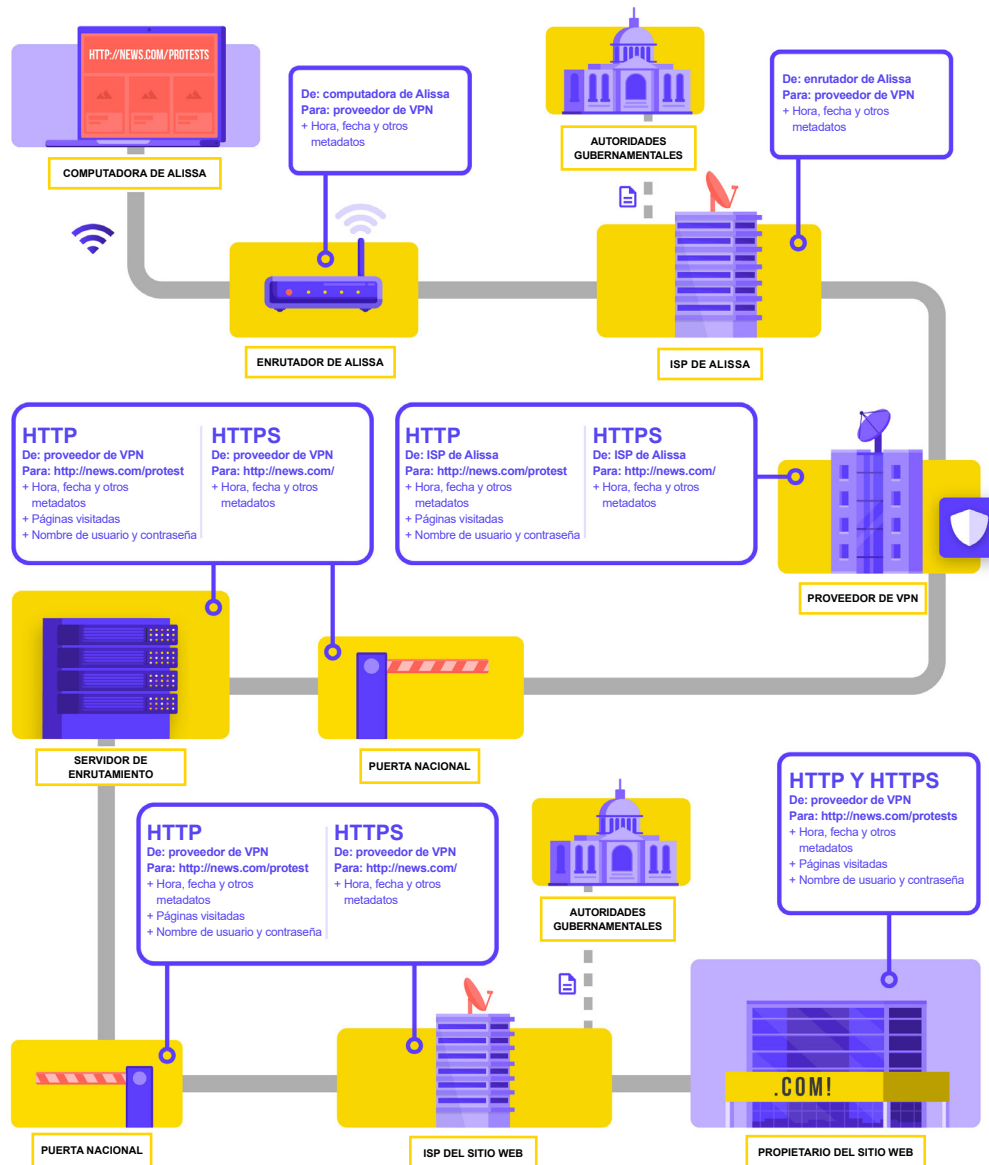 HTTP://NEWS.COM/PROTESTS
COMPUTADORA DE ALISSA
De: computadora de Alissa
Para: proveedor de VPN
+ Hora, fecha y otros
metadatos
ENRUTADOR DE ALISSA
AUTORIDADES
GUBERNAMENTALES
De: enrutador de Alissa
Para: proveedor de VPN
+ Hora, fecha y otros
metadatos
ISP DE ALISSA
HTTP
De: proveedor de VPN
Para: http://news.com/protest
+ Hora, fecha y otros
metadatos
+ Páginas visitadas
+ Nombre de usuario y contraseña
HTTPS
De: proveedor de VPN
Para: http://news.com/
+ Hora, fecha y otros
metadatos
HTTP
De: ISP de Alissa
Para: http://news.com/protest
+ Hora, fecha y otros
metadatos
+ Páginas visitadas
+ Nombre de usuario y contraseña
HTTPS
De: ISP de Alissa
Para: http://news.com/
+ Hora, fecha y otros
metadatos
PROVEEDOR DE VPN
SERVIDOR DE
ENRUTAMIENTO
PUERTA NACIONAL
HTTP
De: proveedor de VPN
Para: http://news.com/protest
+ Hora, fecha y otros
metadatos
+ Páginas visitadas
+ Nombre de usuario y contraseña
HTTPS
De: proveedor de VPN
Para: http://news.com/
+ Hora, fecha y otros
metadatos
AUTORIDADES
GUBERNAMENTALES
HTTP Y HTTPS
De: proveedor de VPN
Para: http://news.com/protests
+ Hora, fecha y otros
metadatos
+ Páginas visitadas
+ Nombre de usuario y contraseña
.COM!
PUERTA NACIONAL
ISP DEL SITIO WEB
PROPIETARIO DEL SITIO WEB